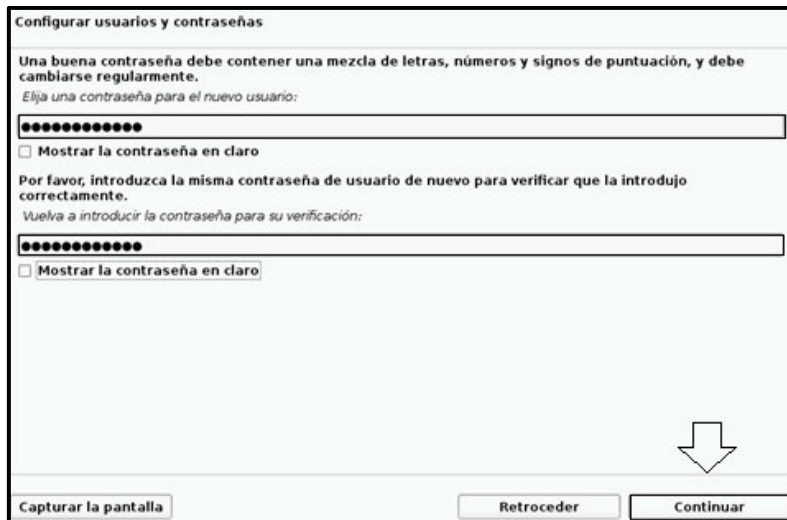 Configurar usuarios y contraseñas
Una buena contraseña debe contener una mezcla de letras, números y signos de puntuación, y debe
cambiarse regularmente.
Elija una contraseña para el nuevo usuario:
●●●●●●●●●●●●
Mostrar la contraseña en claro
Por favor, introduzca la misma contraseña de usuario de nuevo para verificar que la introdujo
correctamente.
Vuelva a introducir la contraseña para su verificación:
●●●●●●●●●●●●
Mostrar la contraseña en claro
Capturar la pantalla Retroceder Continuar